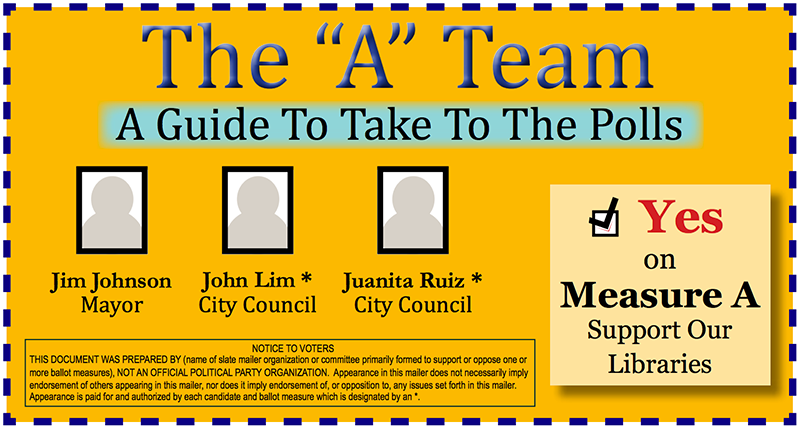 The “A” Team
A Guide To Take To The Polls
Jim Johnson
Mayor
John Lim *
City Council
Juanita Ruiz *
City Council
Yes
on
Measure A
Support Our
Libraries
NOTICE TO VOTERS
THIS DOCUMENT WAS PREPARED BY (name of slate mailer organization or committee primarily formed to support or oppose one or
more ballot measures), NOT AN OFFICIAL POLITICAL PARTY ORGANIZATION. Appearance in this mailer does not necessarily imply
endorsement of others appearing in this mailer, nor does it imply endorsement of, or opposition to, any issues set forth in this mailer.
Appearance is paid for and authorized by each candidate and ballot measure which is designated by an *.